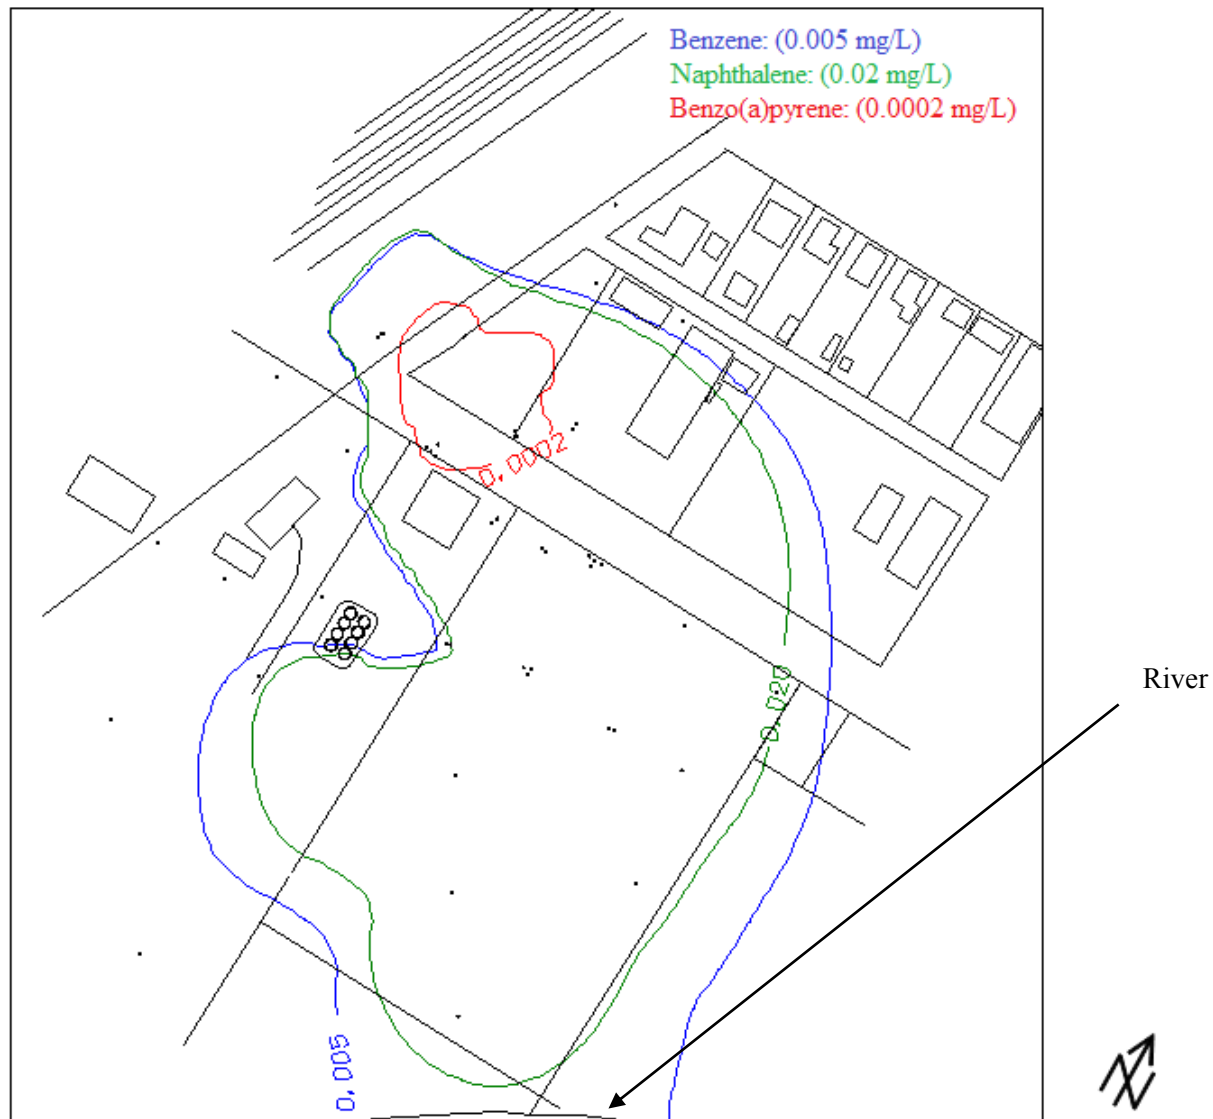 Benzene: (0.005 mg/L)
Naphthalene: (0.02 mg/L)
Benzo(a)pyrene: (0.0002 mg/L)
0.0002
River
0.020
0.005
N